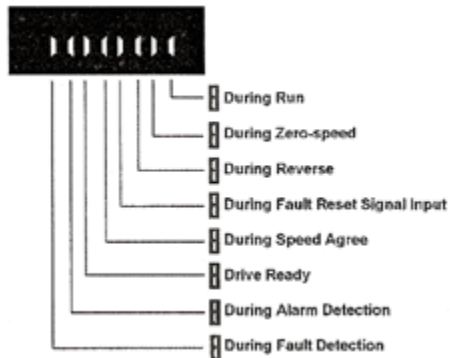 During Run
During Zero-speed
During Reverse
During Fault Reset Signal Input
During Speed Agree
Drive Ready
During Alarm Detection
During Fault Detection